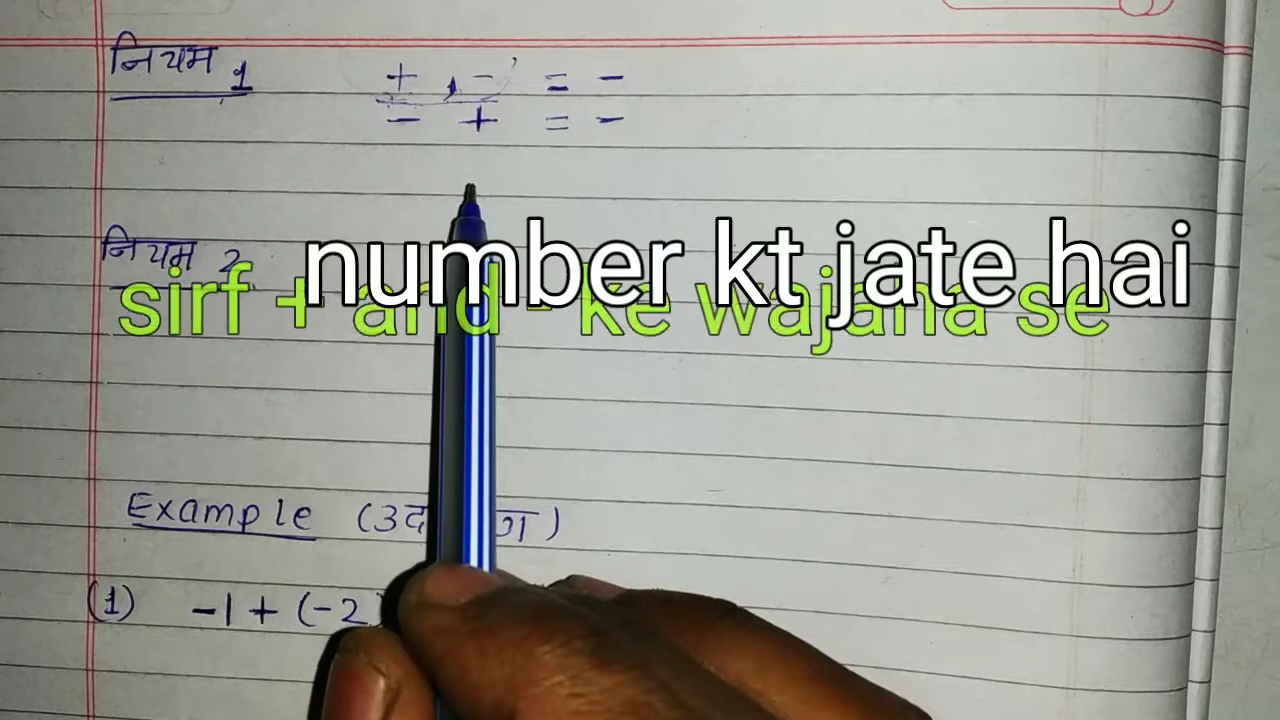 नियम 1
+ , - = -
- + = -
नियम 2
number kt jate hai
sirf + and - ke wajaha se
Example (उद
(1) -1 + (-2)